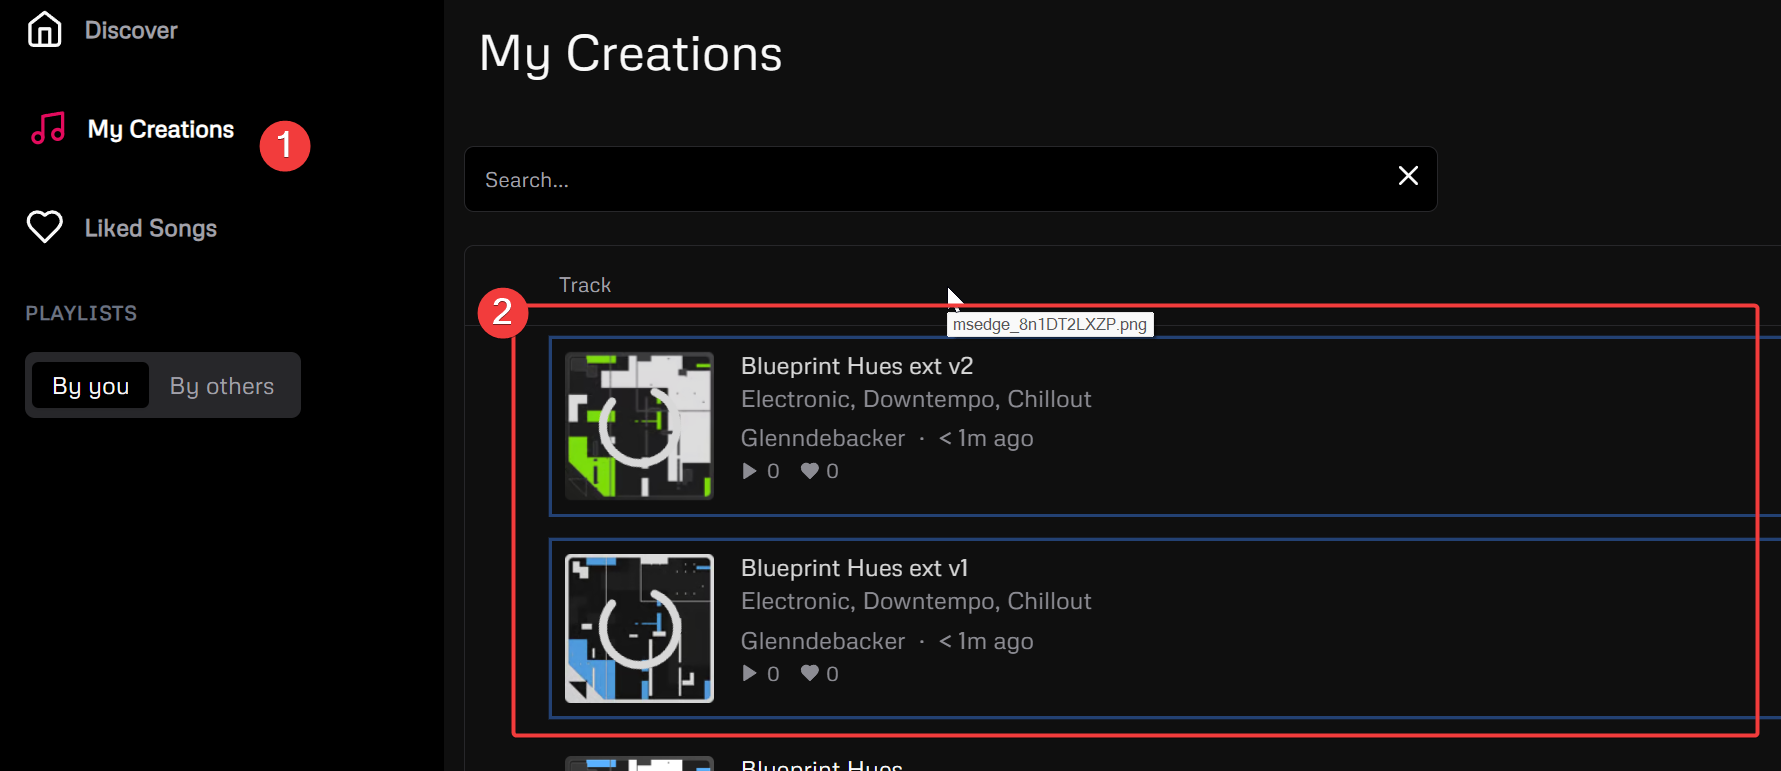 Discover
My Creations
1
Liked Songs
PLAYLISTS
By you
By others
My Creations
Search...
Track
2
msedge_8n1DT2LXZP.png
Blueprint Hues ext v2
Electronic, Downtempo, Chillout
Glenndebacker · < 1m ago
0 0
Blueprint Hues ext v1
Electronic, Downtempo, Chillout
Glenndebacker · < 1m ago
0 0
Blueprint Hues